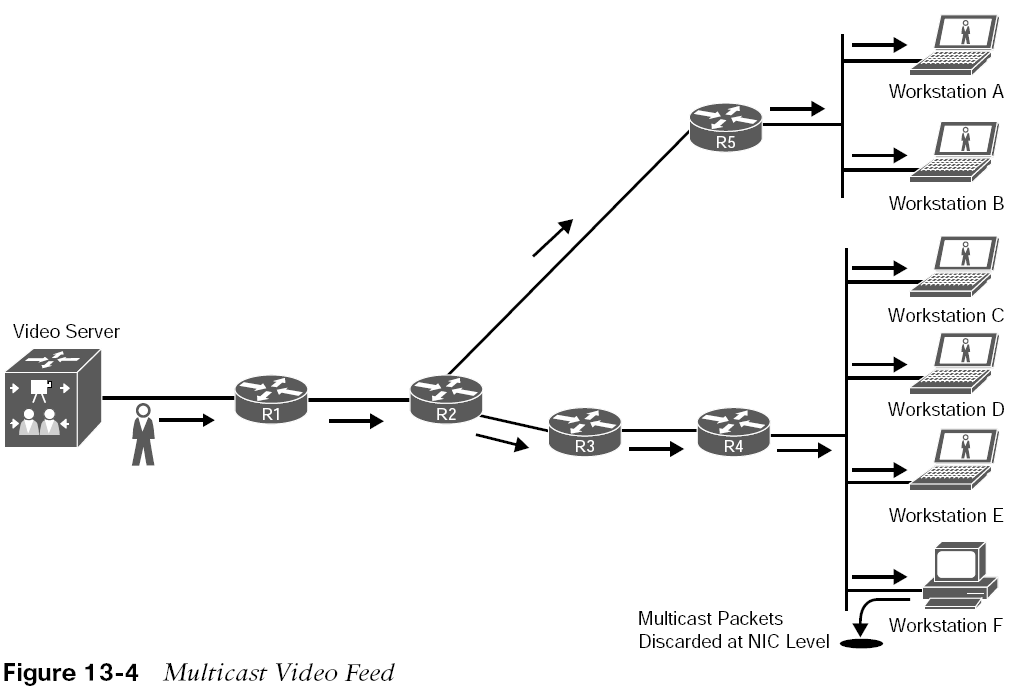 Workstation A
R5
Workstation B
Workstation C
Video Server
Workstation D
R1
R2
R3
R4
Workstation E
Multicast Packets
Discarded at NIC Level
Workstation F
Figure 13-4 Multicast Video Feed